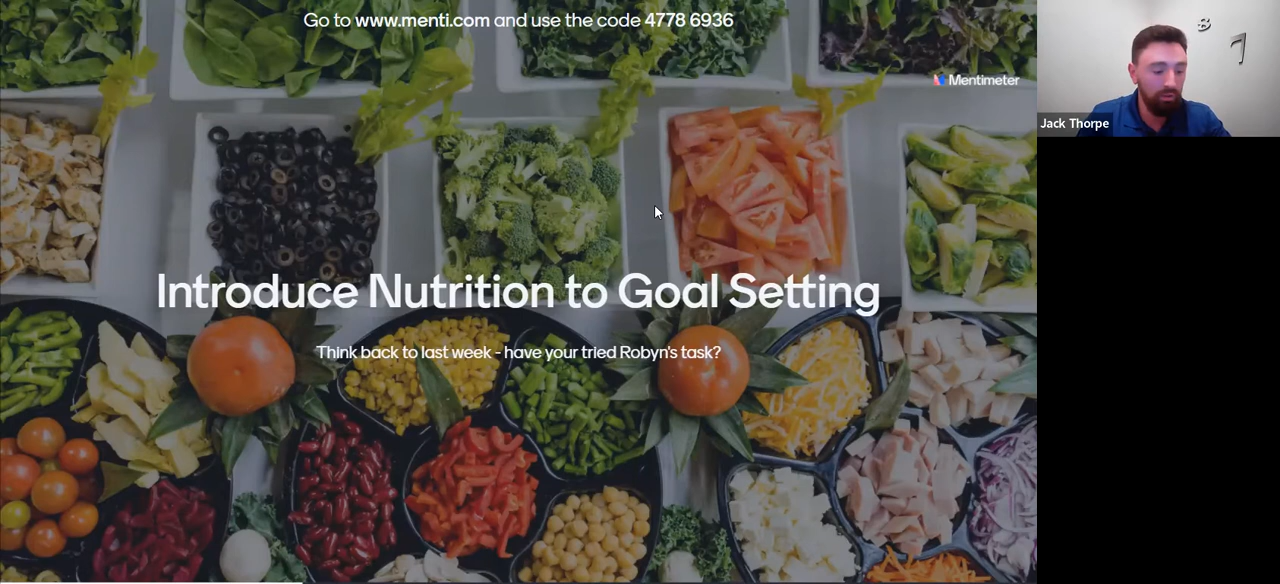 Go to www.menti.com and use the code 4778 6936
Mentimeter
B
7
Jack Thorpe
Introduce Nutrition to Goal Setting
Think back to last week - have your tried Robyn's task?